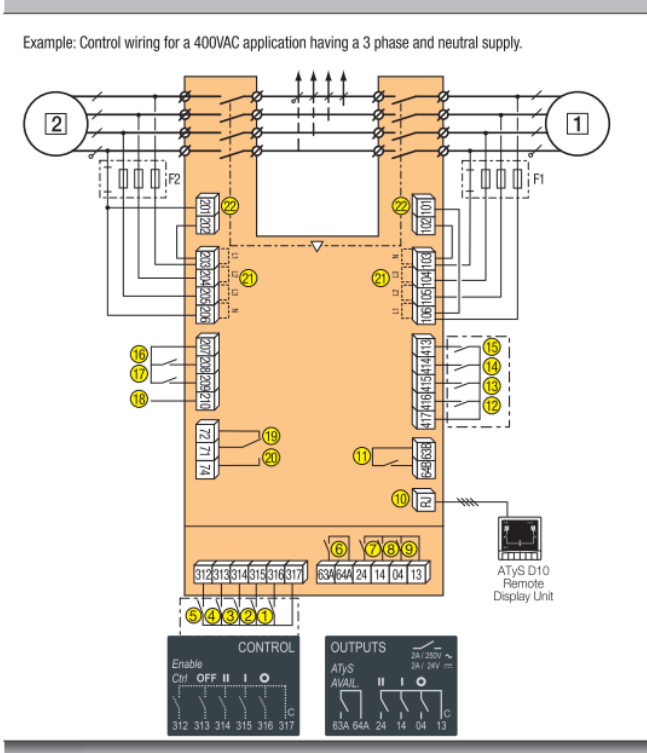 Example: Control wiring for a 400VAC application having a 3 phase and neutral supply.
2
1
F2
F1
201
22
22
101
202
102
203
L1
N
103
204
L2
21
21
L3
104
205
L3
L2
105
206
N
L1
106
207
413
15
16
208
414
14
17
209
415
13
18
210
416
12
417
72
19
71
11
63B
74
20
64B
10
RJ
ATyS D10
Remote
Display Unit
6
7
8
9
312
313
314
315
316
317
63A
64A
24
14
04
13
5
4
3
2
1
CONTROL
Enable
Ctrl OFF II I O
C
312 313 314 315 316 317
OUTPUTS
2A / 250V ~
2A / 24V ⎓
ATyS
AVAIL. II I O
C
63A 64A 24 14 04 13